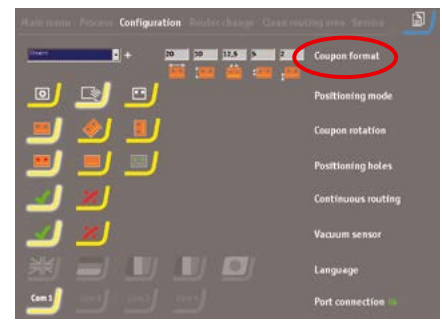 Main menu Process Configuration Router change Clean routing area Service
+ 20 30 12,5 5 2 Coupon format
Positioning mode
Coupon rotation
Positioning holes
Continuous routing
Vacuum sensor
Language
Com 1 Port connection